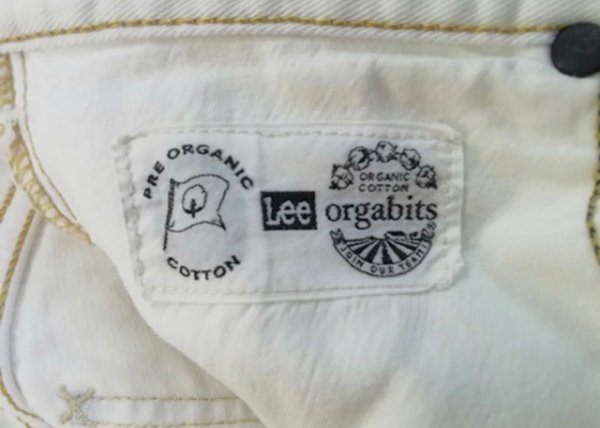 PRE ORGANIC
COTTON
Lee
ORGANIC
COTTON
orgabits
JOIN OUR TEAM!